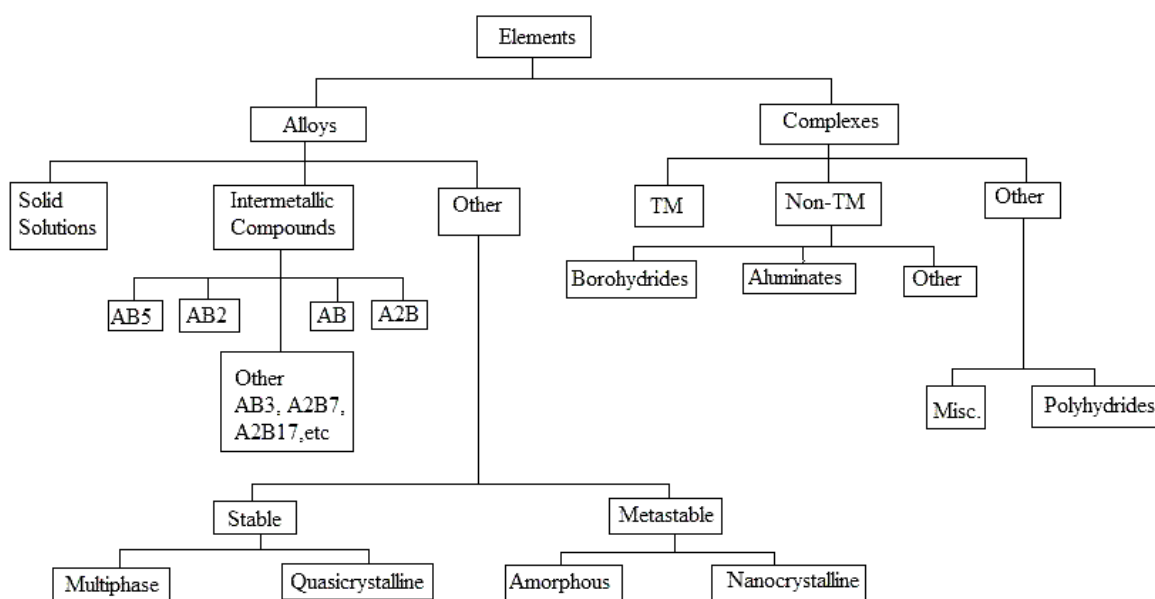 Elements
Alloys
Complexes
Solid
Solutions
Intermetallic
Compounds
Other
TM
Non-TM
Other
Borohydrides
Aluminates
Other
AB5
AB2
AB
A2B
Other
AB3, A2B7,
A2B17,etc
Misc.
Polyhydrides
Stable
Metastable
Multiphase
Quasicrystalline
Amorphous
Nanocrystalline